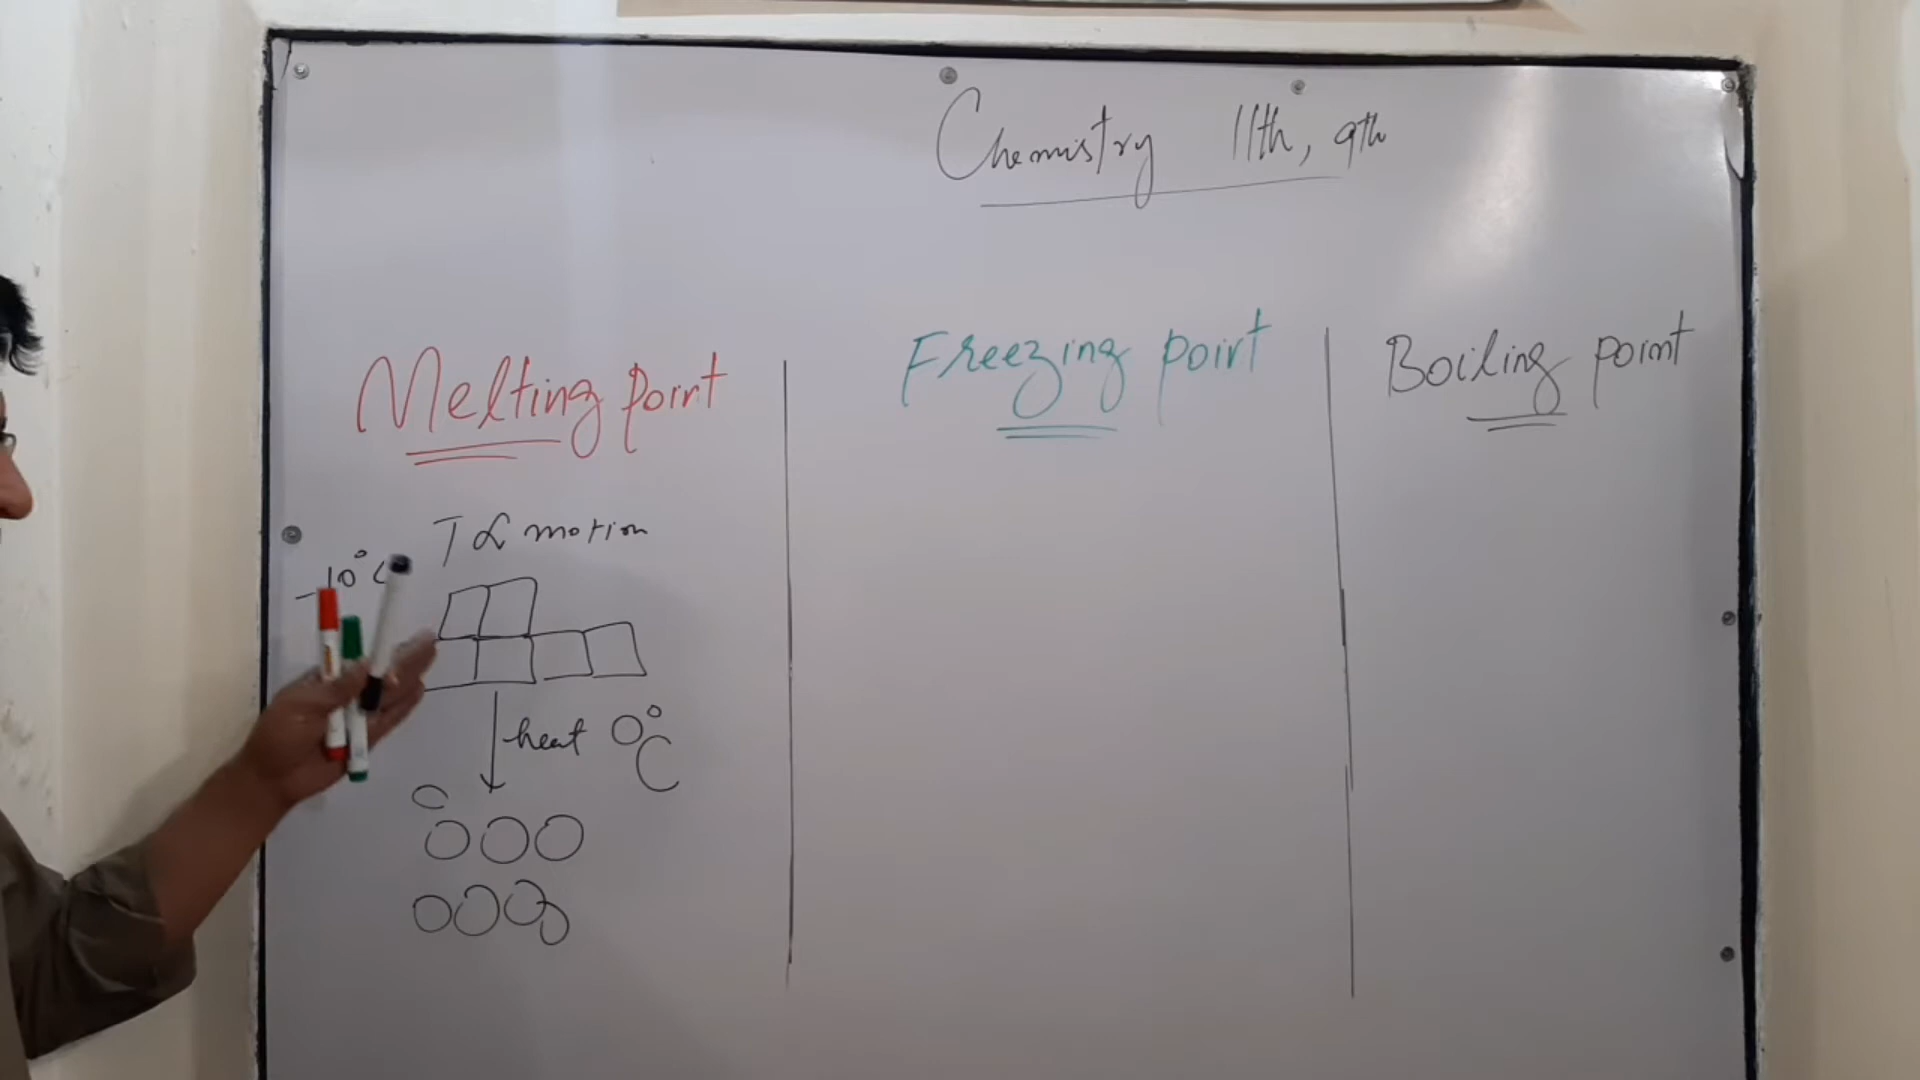 Chemistry 11th, 9th
Melting point
Freezing point
Boiling point
T ∝ motion
-10°C
heat 0°C